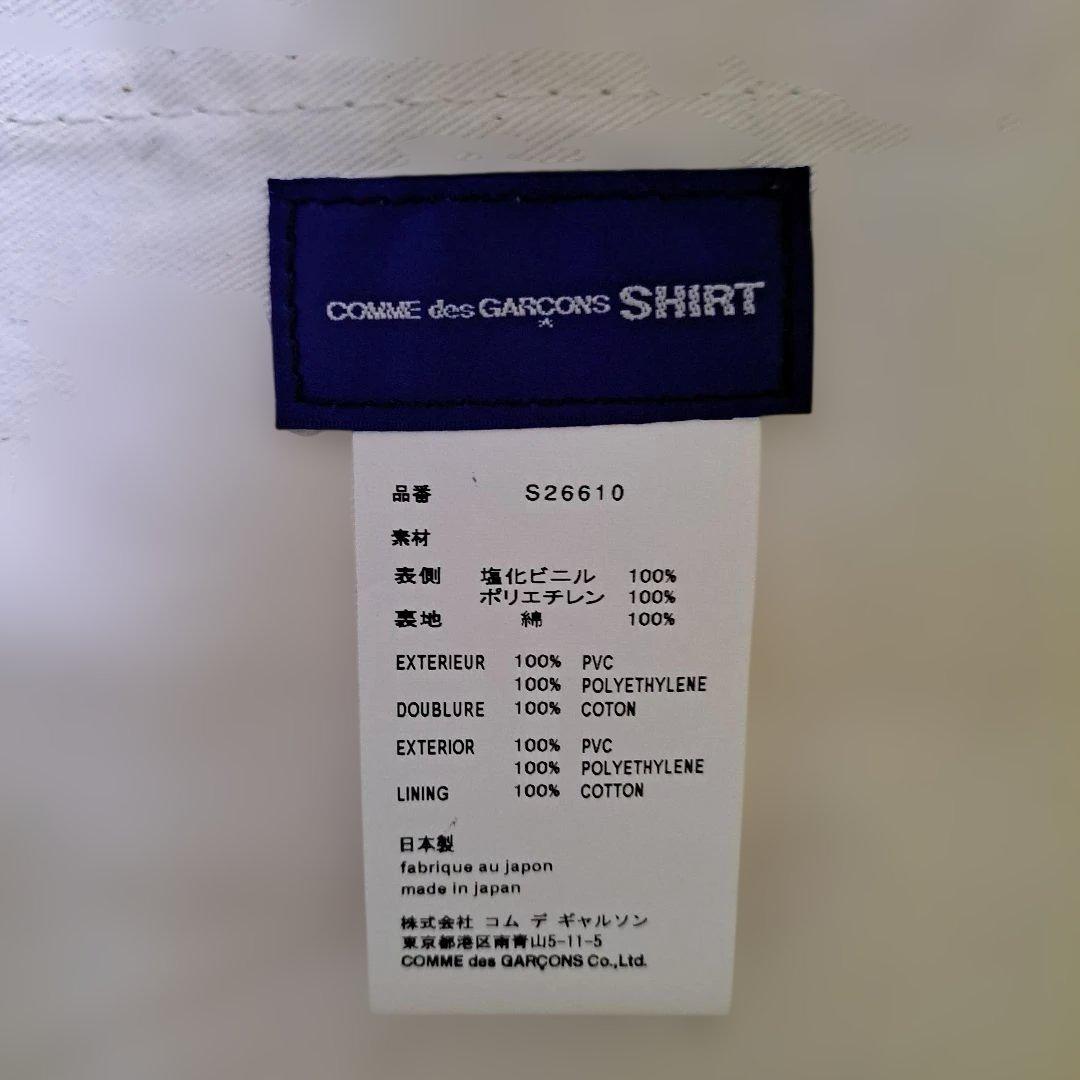 COMME des GARÇONS SHIRT
品番 S26610
素材
表側 塩化ビニル 100%
ポリエチレン 100%
裏地 綿 100%
EXTERIEUR 100% PVC
100% POLYETHYLENE
DOUBLURE 100% COTON
EXTERIOR 100% PVC
100% POLYETHYLENE
LINING 100% COTTON
日本製
fabrique au japon
made in japan
株式会社 コム デ ギャルソン
東京都港区南青山5-11-5
COMME des GARÇONS Co.,Ltd.